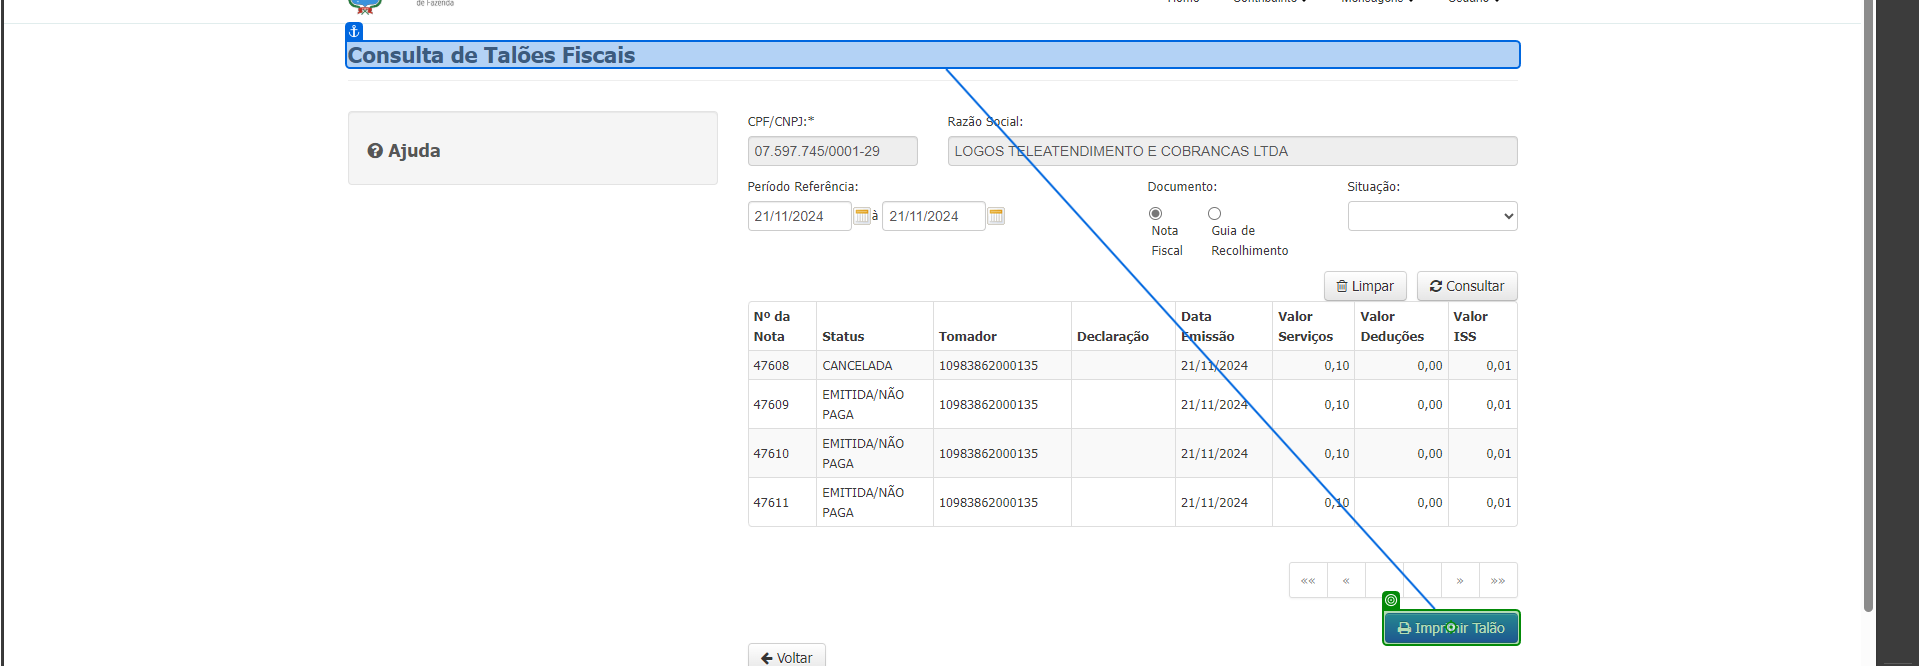 de Fazenda
Consulta de Talões Fiscais
Ajuda
CPF/CNPJ:* Razão Social:
07.597.745/0001-29 LOGOS TELEATENDIMENTO E COBRANCAS LTDA
Período Referência: Documento: Situação:
21/11/2024 à 21/11/2024
Nota Fiscal
Guia de Recolhimento
Limpar Consultar
Nº da Nota Status Tomador Declaração Data Emissão Valor Serviços Valor Deduções Valor ISS
47608 CANCELADA 10983862000135 21/11/2024 0,10 0,00 0,01
47609 EMITIDA/NÃO PAGA 10983862000135 21/11/2024 0,10 0,00 0,01
47610 EMITIDA/NÃO PAGA 10983862000135 21/11/2024 0,10 0,00 0,01
47611 EMITIDA/NÃO PAGA 10983862000135 21/11/2024 0,10 0,00 0,01
«« « » »»
Imprimir Talão
Voltar